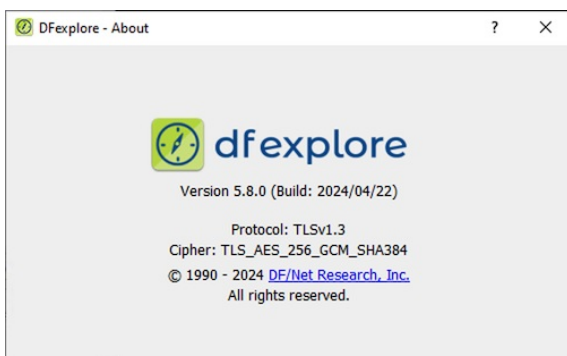 DFexplore - About
dfexplore
Version 5.8.0 (Build: 2024/04/22)
Protocol: TLSv1.3
Cipher: TLS_AES_256_GCM_SHA384
© 1990 - 2024 DF/Net Research, Inc.
All rights reserved.